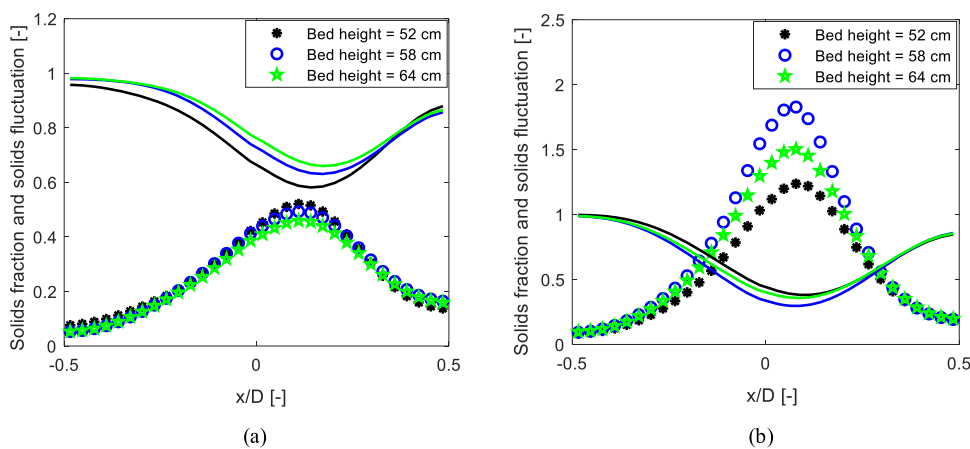 Solids fraction and solids fluctuation [-]
1.2
1
0.8
0.6
0.4
0.2
0
-0.5
0
0.5
x/D [-]
Bed height = 52 cm
Bed height = 58 cm
Bed height = 64 cm
(a)
Solids fraction and solids fluctuation [-]
2.5
2
1.5
1
0.5
0
-0.5
0
0.5
x/D [-]
Bed height = 52 cm
Bed height = 58 cm
Bed height = 64 cm
(b)